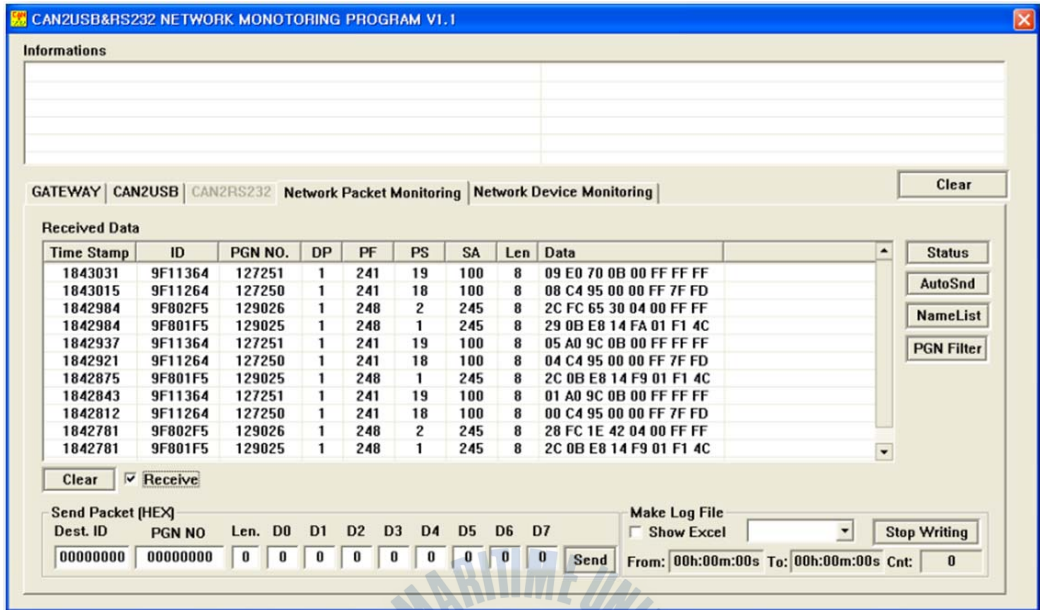 CAN2USB&RS232 NETWORK MONOTORING PROGRAM V1.1
Informations
GATEWAY CAN2USB CAN2RS232 Network Packet Monitoring Network Device Monitoring Clear
Received Data
Time Stamp ID PGN NO. DP PF PS SA Len Data
1843031 9F11364 127251 1 241 19 100 8 09 E0 70 0B 00 FF FF FF
1843015 9F11264 127250 1 241 18 100 8 08 C4 95 00 00 FF 7F FD
1842984 9F802F5 129026 1 248 2 245 8 2C FC 65 30 04 00 FF FF
1842984 9F801F5 129025 1 248 1 245 8 29 0B E8 14 FA 01 F1 4C
1842937 9F11364 127251 1 241 19 100 8 05 A0 9C 0B 00 FF FF FF
1842921 9F11264 127250 1 241 18 100 8 04 C4 95 00 00 FF 7F FD
1842875 9F801F5 129025 1 248 1 245 8 2C 0B E8 14 F9 01 F1 4C
1842843 9F11364 127251 1 241 19 100 8 01 A0 9C 0B 00 FF FF FF
1842812 9F11264 127250 1 241 18 100 8 00 C4 95 00 00 FF 7F FD
1842781 9F802F5 129026 1 248 2 245 8 28 FC 1E 42 04 00 FF FF
1842781 9F801F5 129025 1 248 1 245 8 2C 0B E8 14 F9 01 F1 4C
Status
AutoSnd
NameList
PGN Filter
Clear Receive
Send Packet (HEX)
Dest. ID PGN NO Len. D0 D1 D2 D3 D4 D5 D6 D7
00000000 00000000 0 0 0 0 0 0 0 0 0 Send
Make Log File
Show Excel Stop Writing
From: 00h:00m:00s To: 00h:00m:00s Cnt: 0
MARITIME UNI